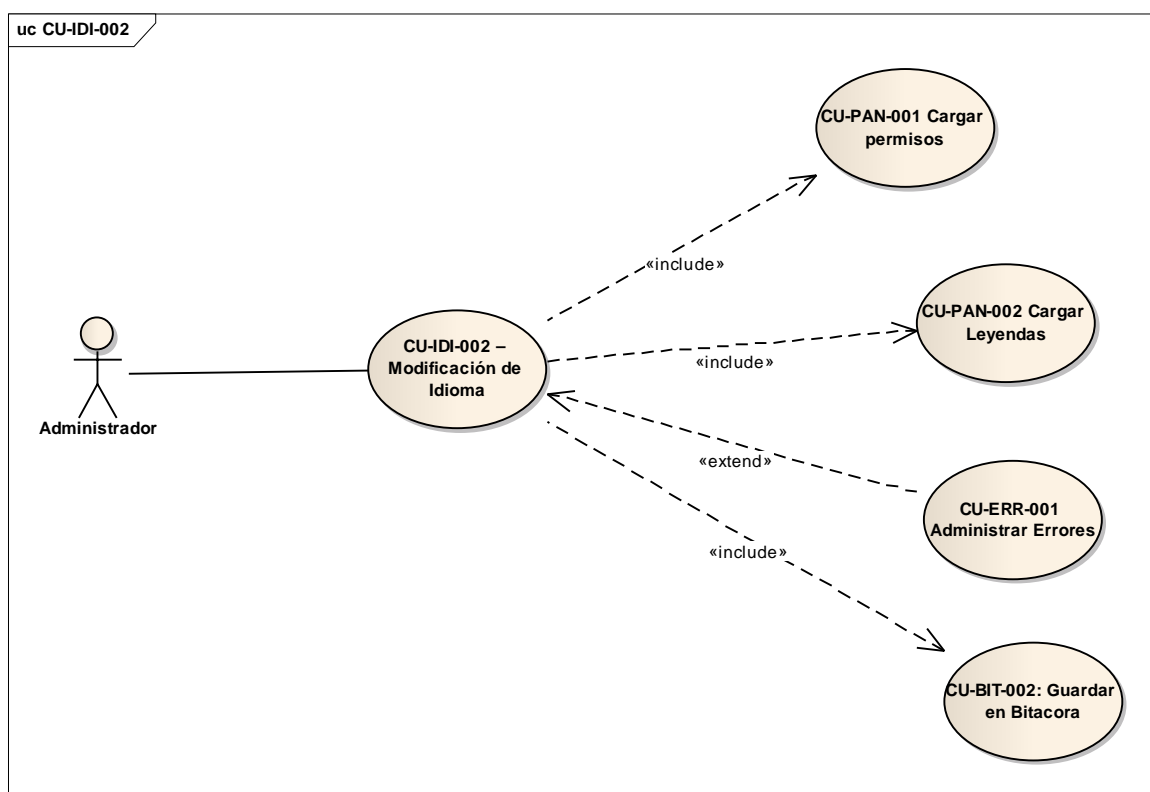 uc CU-IDI-002
CU-PAN-001 Cargar
permisos
«include»
CU-PAN-002 Cargar
Leyendas
CU-IDI-002 –
Modificación de
Idioma
«include»
Administrador
«extend»
CU-ERR-001
Administrar Errores
«include»
CU-BIT-002: Guardar
en Bitacora